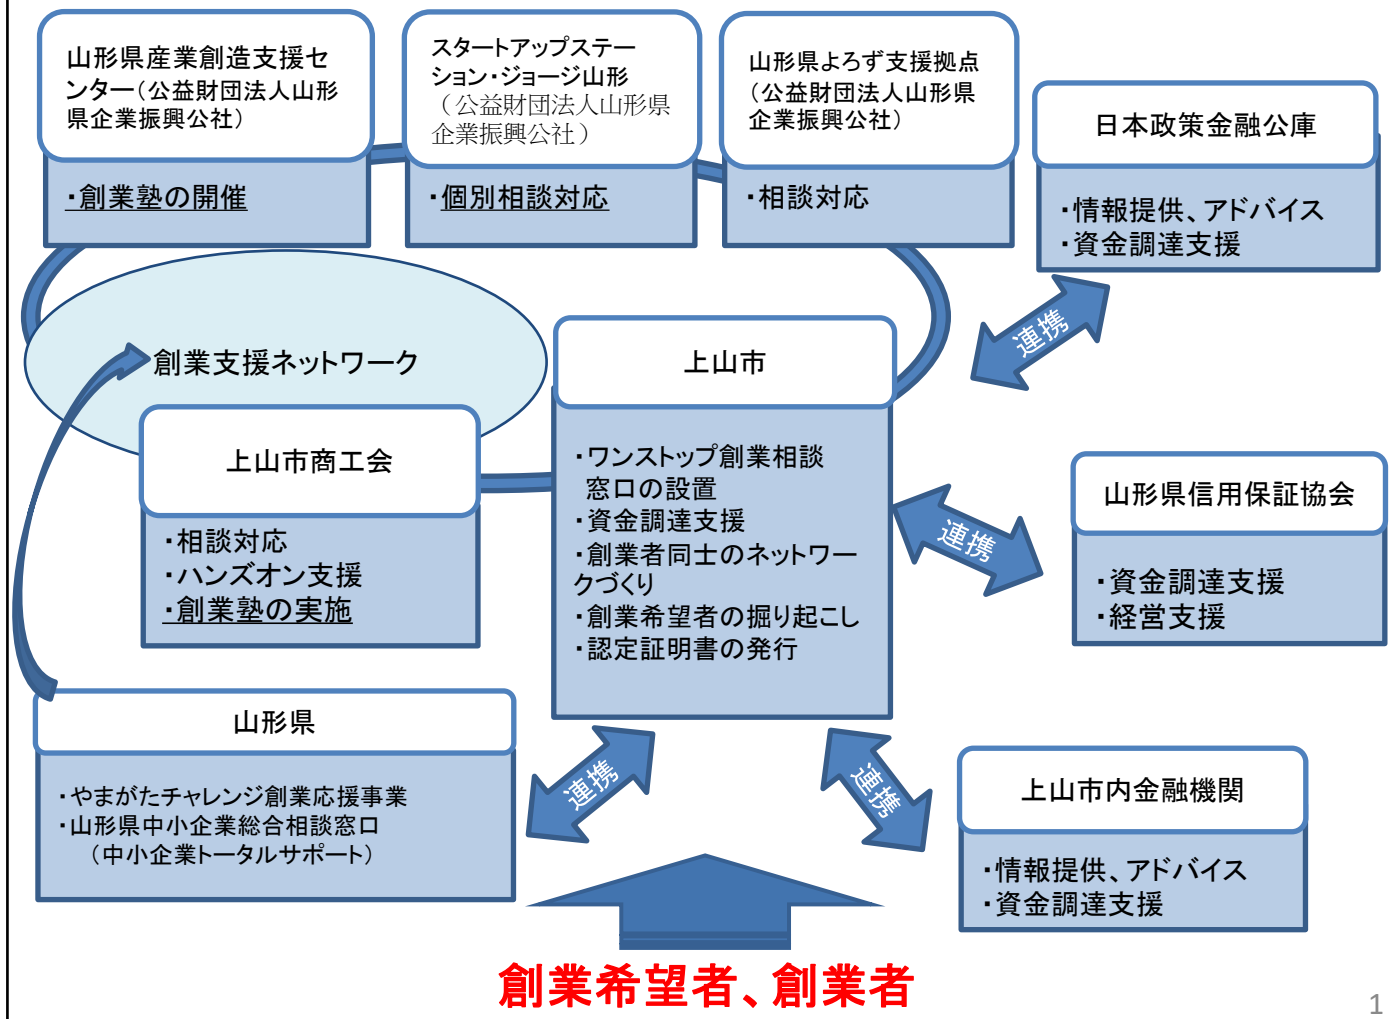 山形県産業創造支援セ
ンター（公益財団法人山形
県企業振興公社）
・創業塾の開催
スタートアップステー
ション・ジョージ山形
（公益財団法人山形県
企業振興公社）
・個別相談対応
山形県よろず支援拠点
（公益財団法人山形県
企業振興公社）
・相談対応
日本政策金融公庫
・情報提供、アドバイス
・資金調達支援
連携
創業支援ネットワーク
上山市商工会
・相談対応
・ハンズオン支援
・創業塾の実施
上山市
・ワンストップ創業相談
窓口の設置
・資金調達支援
・創業者同士のネットワー
クづくり
・創業希望者の掘り起こし
・認定証明書の発行
連携
山形県信用保証協会
・資金調達支援
・経営支援
山形県
・やまがたチャレンジ創業応援事業
・山形県中小企業総合相談窓口
（中小企業トータルサポート）
連携
連携
上山市内金融機関
・情報提供、アドバイス
・資金調達支援
創業希望者、創業者
1